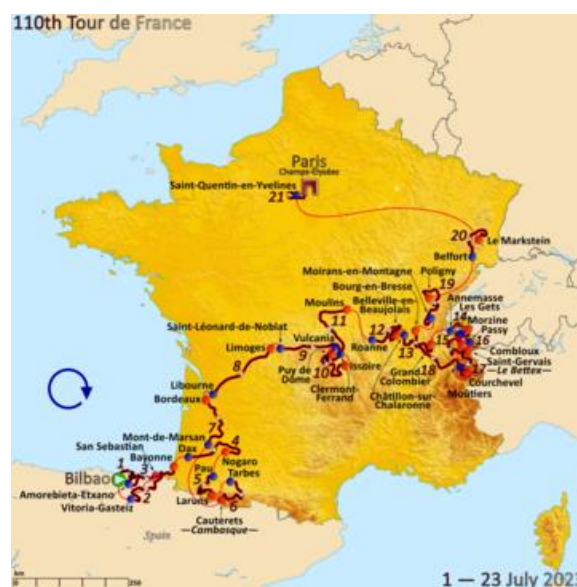 110th Tour de France
Paris
Champs-Élysées
Saint-Quentin-en-Yvelines
21
20
Le Markstein
Belfort
Moirans-en-Montagne
Poligny
19
Bourg-en-Bresse
Belleville-en-
Beaujolais
Annemasse
Les Gets
Moulins
11
12
14
Morzine
Passy
Saint-Léonard-de-Noblat
Vulcania
Roanne
13
15
16
Limoges
9
Combloux
Saint-Gervais
—Le Bettex—
10
Issoire
Puy de
Dôme
Grand
Colombier
18
17
8
Clermont-
Ferrand
Châtillon-sur-
Chalaronne
Courchevel
Moûtiers
Libourne
Bordeaux
Mont-de-Marsan
7
San Sebastian
Dax
4
Bayonne
Nogaro
1
3
Pau
Tarbes
Bilbao
5
Amorebieta-Etxano
2
Laruns
6
Vitoria-Gasteiz
Cauterets
—Cambasque—
Spain
km
250
1 — 23 July 202